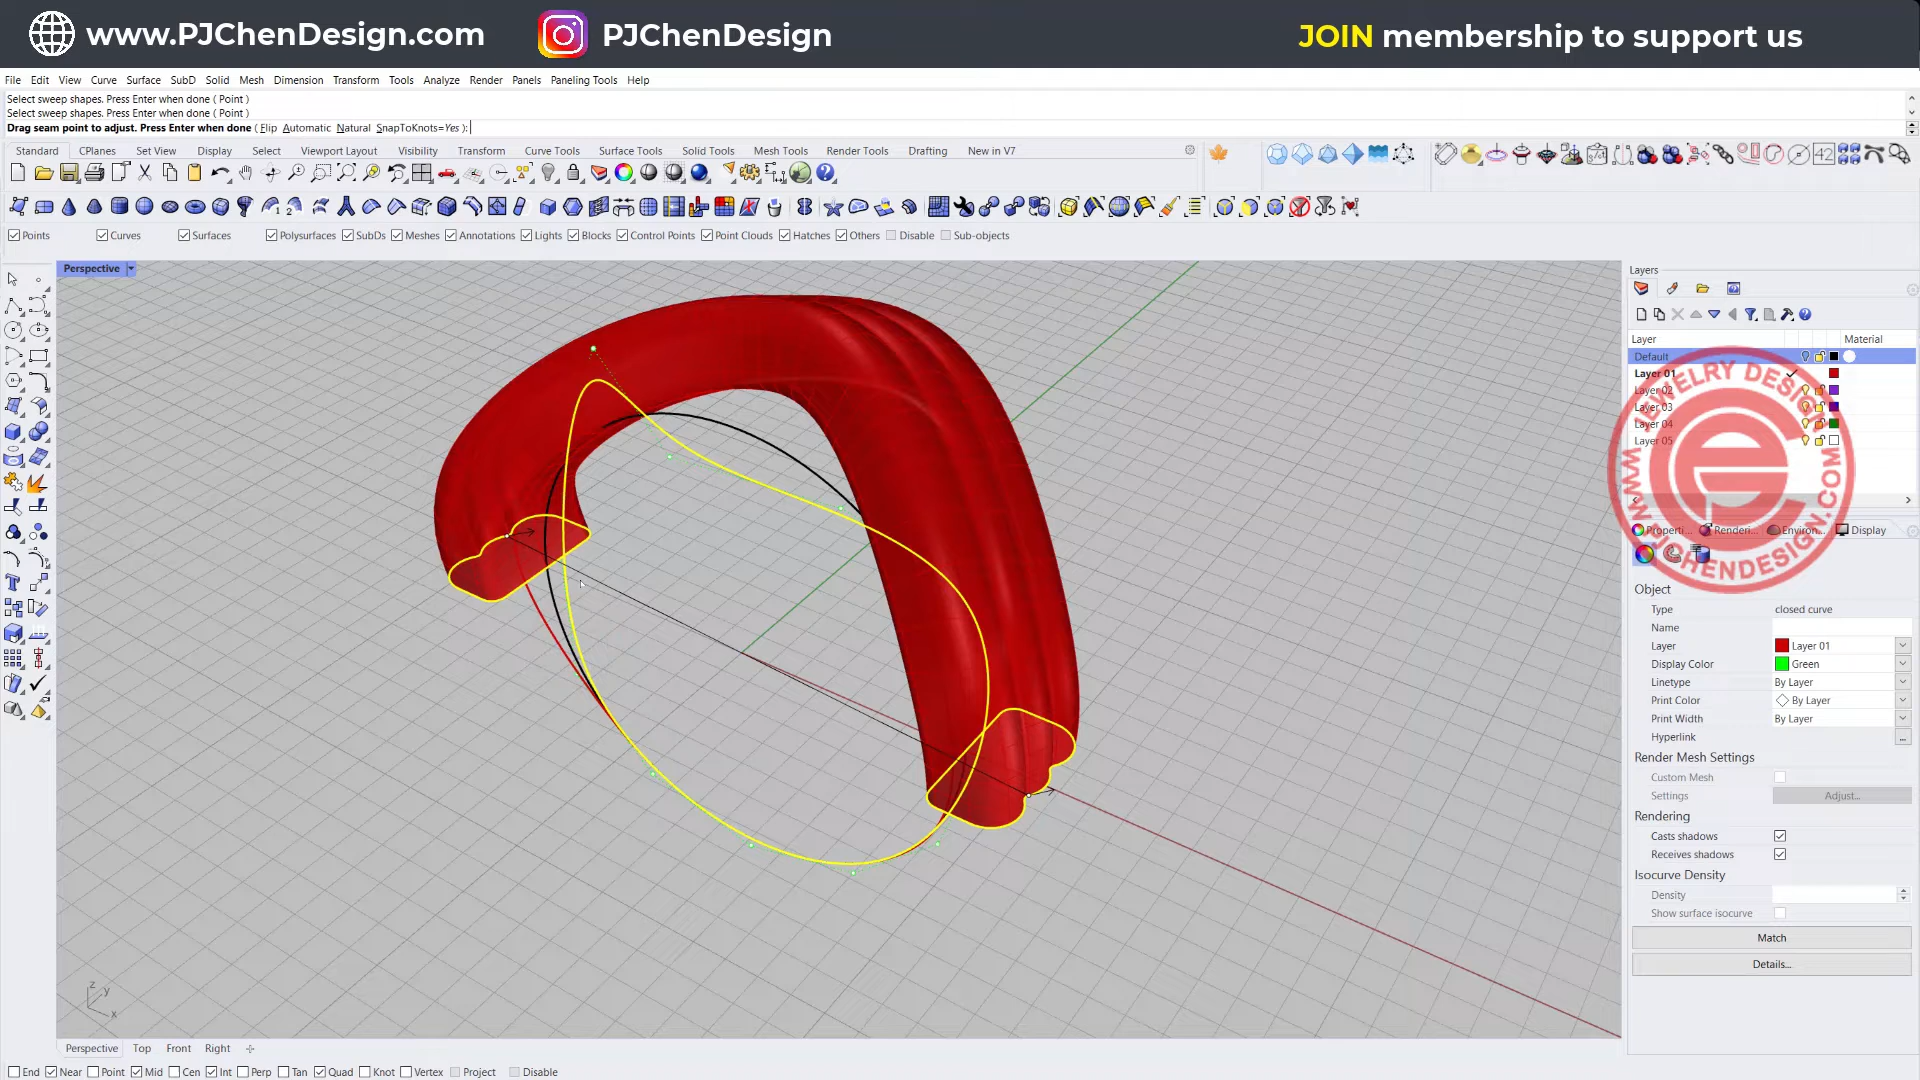 www.PJChenDesign.com PJChenDesign JOIN membership to support us
File Edit View Curve Surface SubD Solid Mesh Dimension Transform Tools Analyze Render Panels Paneling Tools Help
Select sweep shapes. Press Enter when done ( Point )
Select sweep shapes. Press Enter when done ( Point )
Drag seam point to adjust. Press Enter when done ( Flip Automatic Natural SnapToKnots=Yes ):
Standard CPlanes Set View Display Select Viewport Layout Visibility Transform Curve Tools Surface Tools Solid Tools Mesh Tools Render Tools Drafting New in V7
42
Points Curves Surfaces Polysurfaces SubDs Meshes Annotations Lights Blocks Control Points Point Clouds Hatches Others Disable Sub-objects
Perspective
Layers
Layer Material
Default
Layer 01
Layer 02
Layer 03
Layer 04
Layer 05
JEWELRY DESIGN
WWW.PJCHENDESIGN.COM
Properti... Renderi... Environ... Display
Object
Type closed curve
Name
Layer Layer 01
Display Color Green
Linetype By Layer
Print Color By Layer
Print Width By Layer
Hyperlink ...
Render Mesh Settings
Custom Mesh
Settings Adjust...
Rendering
Casts shadows
Receives shadows
Isocurve Density
Density
Show surface isocurve
Match
Details...
z y x
Perspective Top Front Right
End Near Point Mid Cen Int Perp Tan Quad Knot Vertex Project Disable